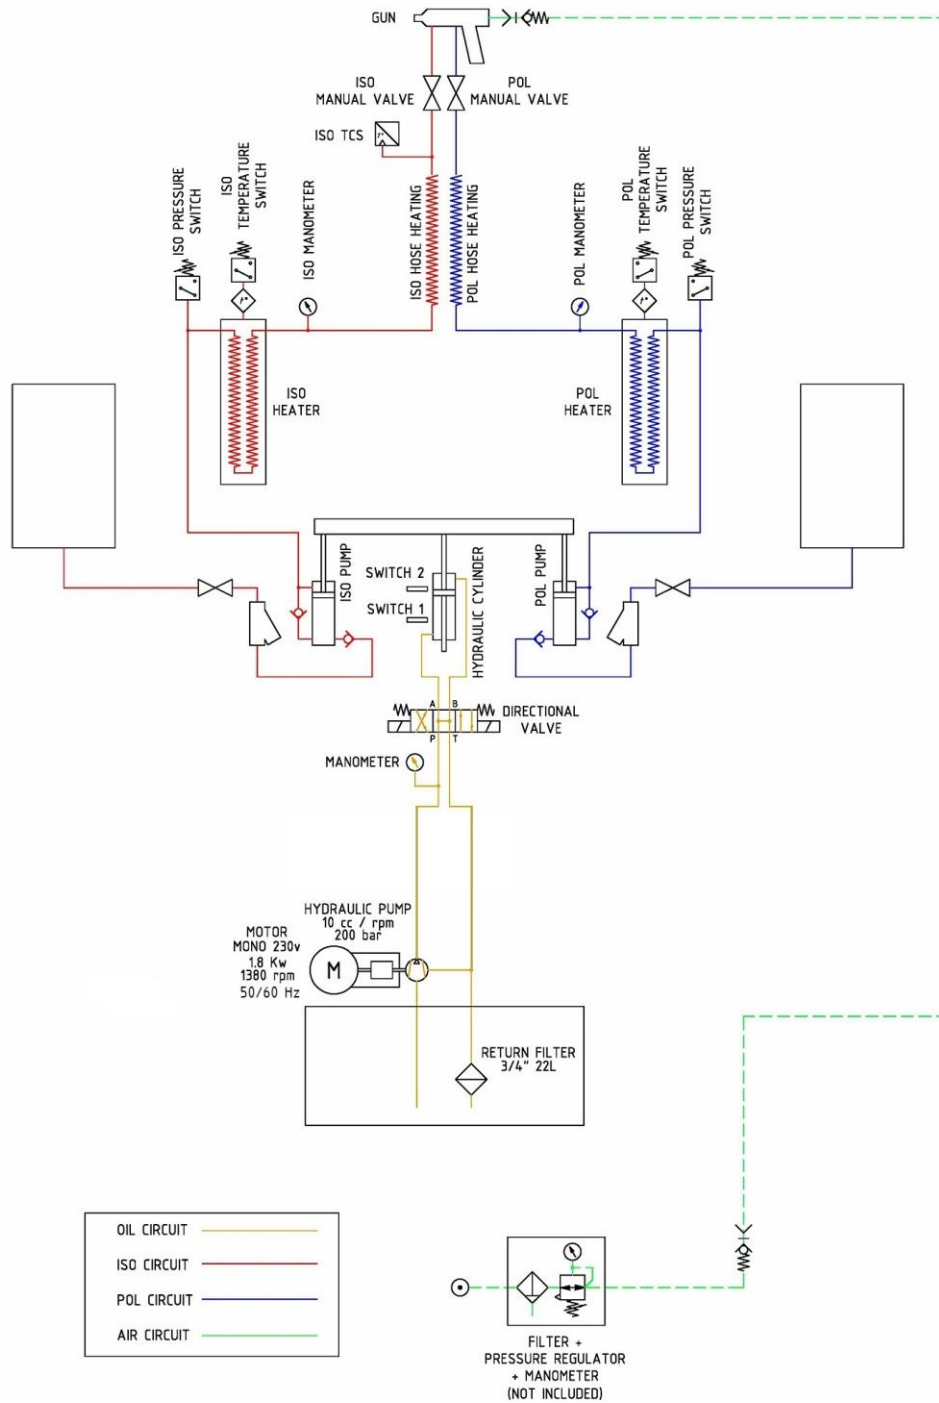 GUN
ISO
MANUAL VALVE
POL
MANUAL VALVE
ISO TCS
ISO PRESSURE
SWITCH
ISO
TEMPERATURE
SWITCH
ISO MANOMETER
ISO HOSE HEATING
POL HOSE HEATING
POL MANOMETER
POL
TEMPERATURE
SWITCH
POL PRESSURE
SWITCH
ISO
HEATER
POL
HEATER
ISO PUMP
SWITCH 2
SWITCH 1
HYDRAULIC CYLINDER
POL PUMP
A B
P T
DIRECTIONAL
VALVE
MANOMETER
HYDRAULIC PUMP
10 cc / rpm
200 bar
MOTOR
MONO 230v
1.8 Kw
1380 rpm
50/60 Hz
M
RETURN FILTER
3/4" 22L
OIL CIRCUIT
ISO CIRCUIT
POL CIRCUIT
AIR CIRCUIT
FILTER +
PRESSURE REGULATOR
+ MANOMETER
(NOT INCLUDED)